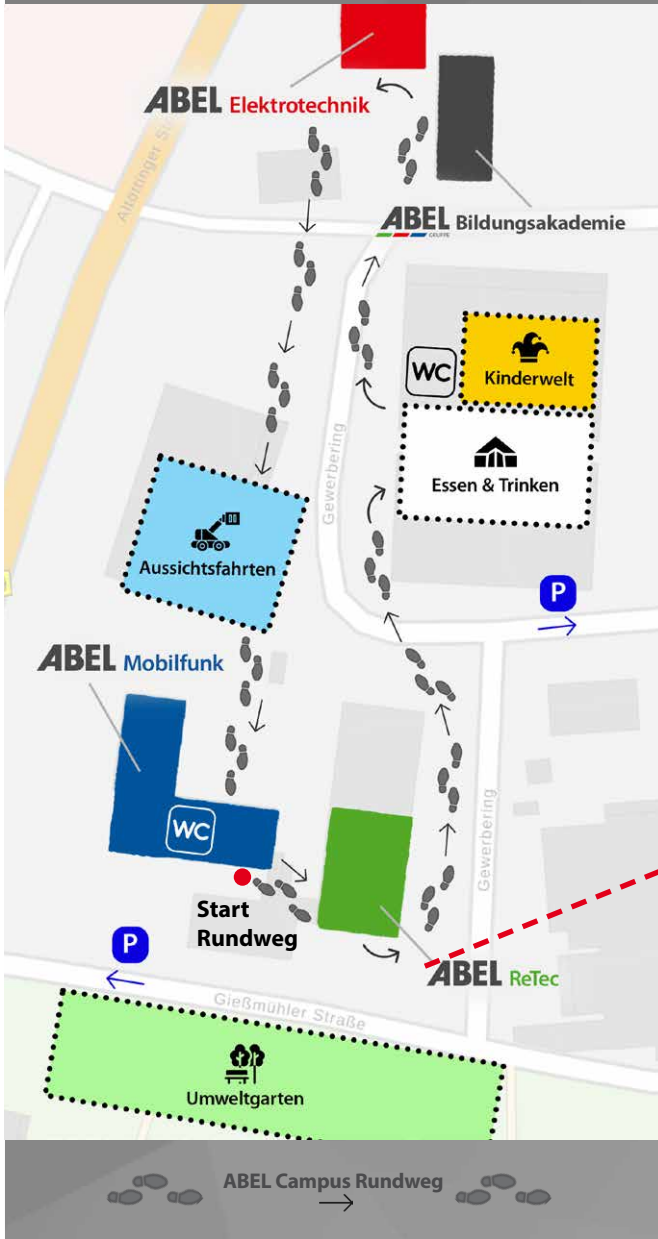 ABEL Elektrotechnik
ABEL Bildungsakademie
GRUPPE
WC
Kinderwelt
Essen & Trinken
Gewerbering
Aussichtsfahrten
P
ABEL Mobilfunk
WC
Gewerbering
Start
Rundweg
P
ABEL ReTec
Gießmühler Straße
Umweltgarten
ABEL Campus Rundweg